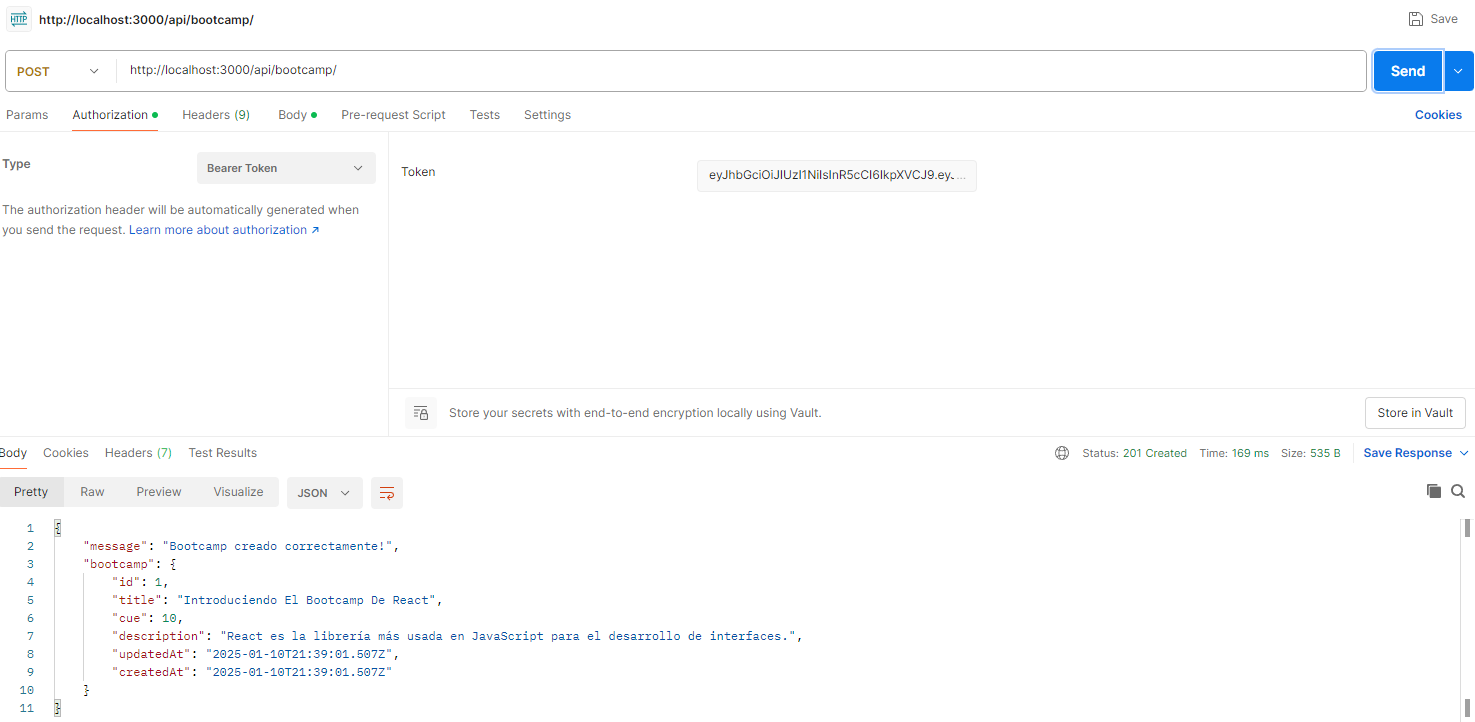 HTTP http://localhost:3000/api/bootcamp/ Save
POST http://localhost:3000/api/bootcamp/ Send
Params Authorization Headers (9) Body Pre-request Script Tests Settings Cookies
Type Bearer Token
The authorization header will be automatically generated when
you send the request. Learn more about authorization ↗
Token eyJhbGciOiJIUzI1NiIsInR5cCI6IkpXVCJ9.eyJ...
Store your secrets with end-to-end encryption locally using Vault. Store in Vault
Body Cookies Headers (7) Test Results Status: 201 Created Time: 169 ms Size: 535 B Save Response
Pretty Raw Preview Visualize JSON
1 {
2 "message": "Bootcamp creado correctamente!",
3 "bootcamp": {
4 "id": 1,
5 "title": "Introduciendo El Bootcamp De React",
6 "cue": 10,
7 "description": "React es la librería más usada en JavaScript para el desarrollo de interfaces.",
8 "updatedAt": "2025-01-10T21:39:01.507Z",
9 "createdAt": "2025-01-10T21:39:01.507Z"
10 }
11 }